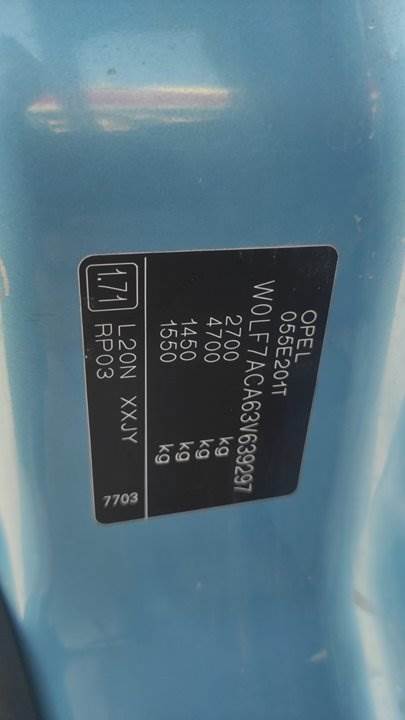 OPEL
055E201T
W0LF7ACA63V639297
2700 kg
4700 kg
1450 kg
1550 kg
1.71 L20N XXJY
RP03
7703